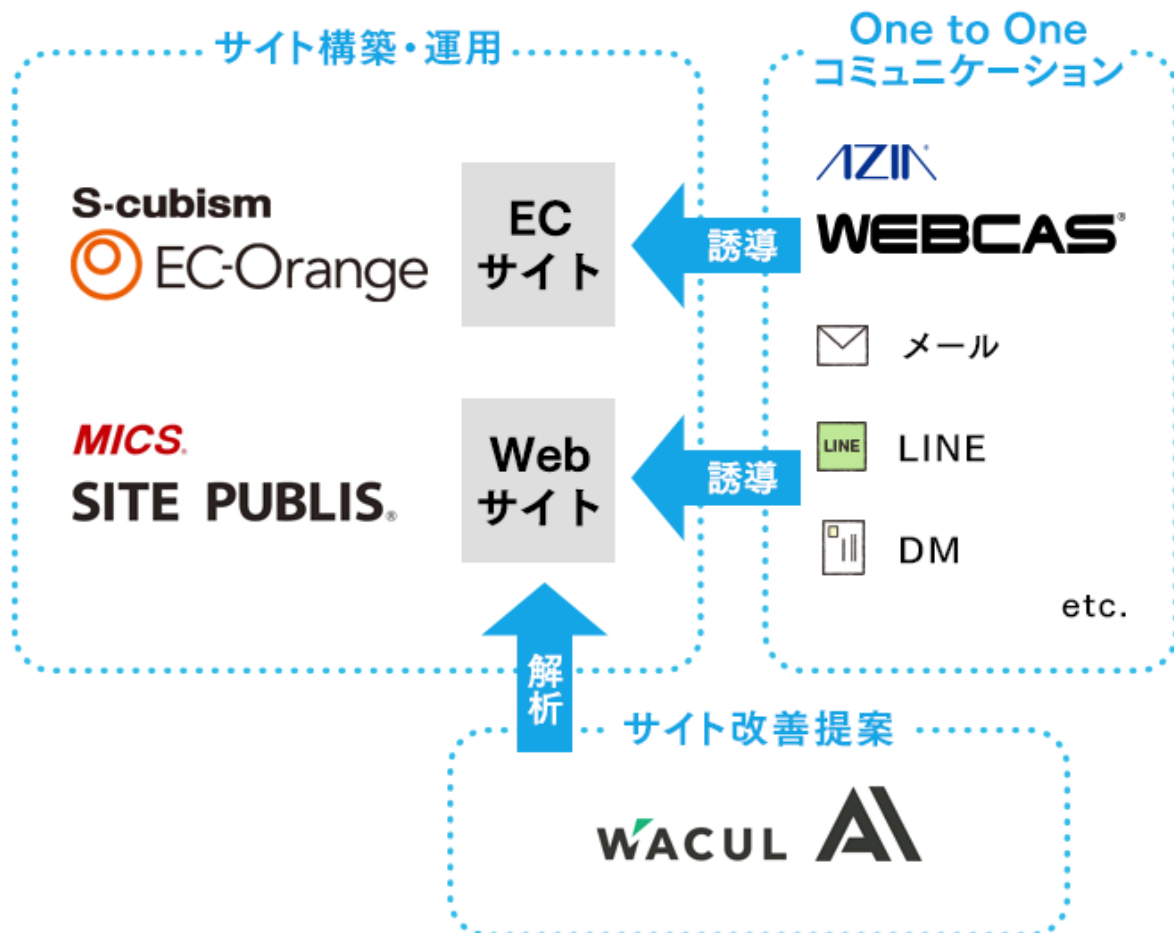 サイト構築・運用
S-cubism
EC-Orange
EC
サイト
MICS®
SITE PUBLIS®
Web
サイト
One to One
コミュニケーション
AZIA®
WEBCAS®
誘導
メール
LINE
LINE
誘導
DM
etc.
解析
サイト改善提案
WACUL AI